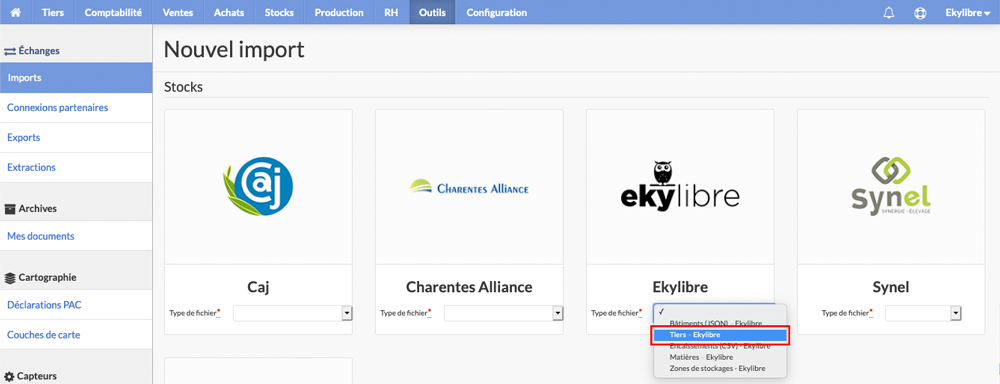 Tiers Comptabilité Ventes Achats Stocks Production RH Outils Configuration Ekylibre
Échanges
Imports
Connexions partenaires
Exports
Extractions
Archives
Mes documents
Cartographie
Déclarations PAC
Couches de carte
Capteurs
Nouvel import
Stocks
Caj
Caj
Type de fichier*
CHARENTES ALLIANCE
Charentes Alliance
Type de fichier*
ekylibre
Ekylibre
Type de fichier*
✓
Bâtiments (JSON) - Ekylibre
Tiers - Ekylibre
Encaissements (CSV) - Ekylibre
Matières - Ekylibre
Zones de stockages - Ekylibre
Synel
SYNERGIE - ÉLEVAGE
Synel
Type de fichier*